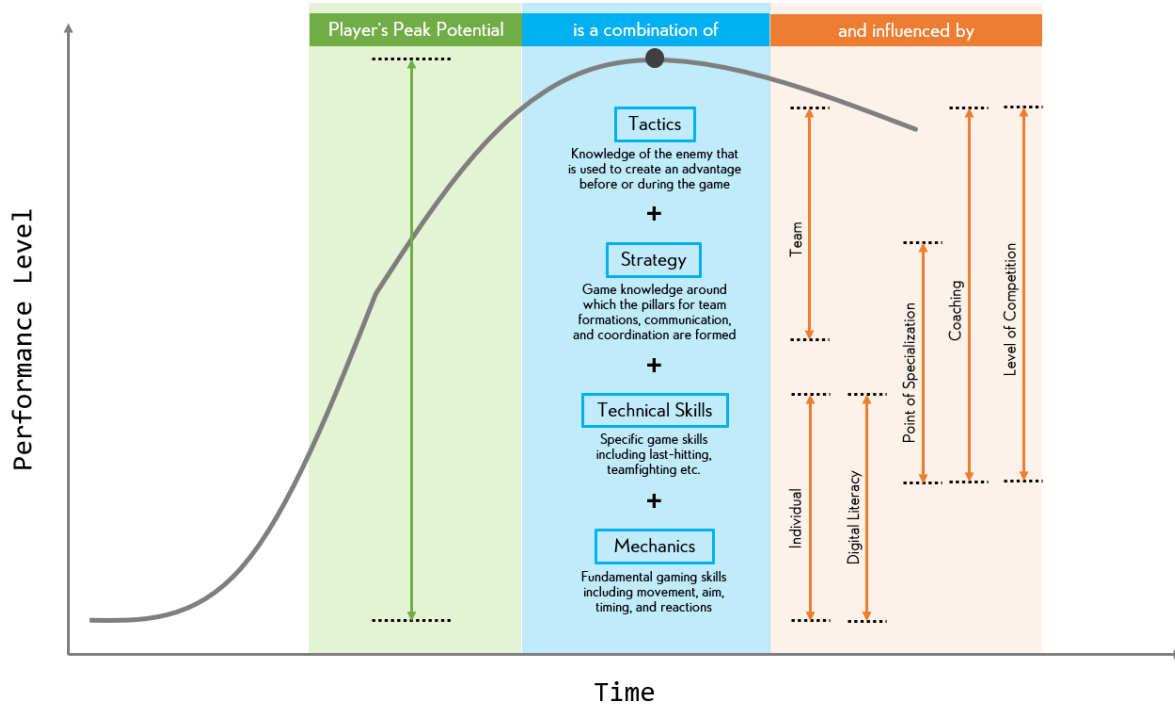 Player's Peak Potential
is a combination of
and influenced by
Tactics
Knowledge of the enemy that
is used to create an advantage
before or during the game
+
Strategy
Game knowledge around
which the pillars for team
formations, communication,
and coordination are formed
+
Technical Skills
Specific game skills
including last-hitting,
teamfighting etc.
+
Mechanics
Fundamental gaming skills
including movement, aim,
timing, and reactions
Team
Individual
Digital Literacy
Point of Specialization
Coaching
Level of Competition
Performance Level
Time